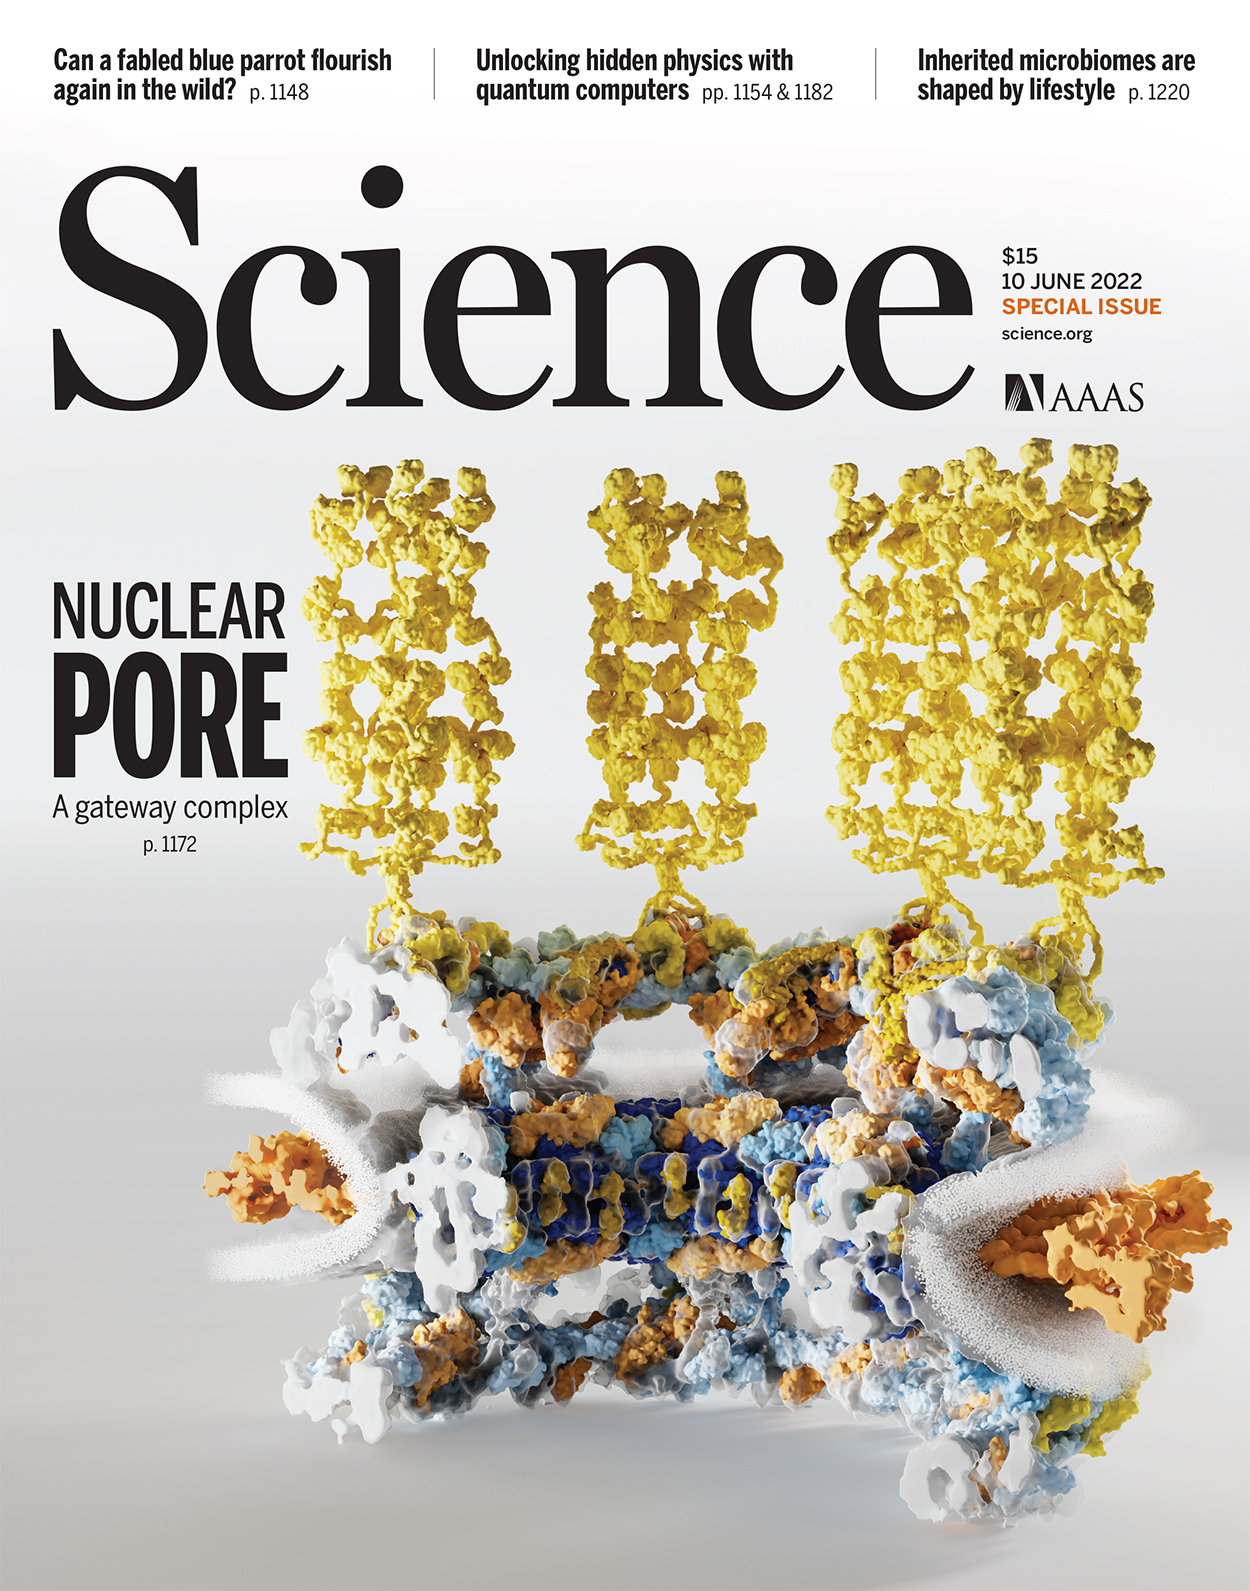 Can a fabled blue parrot flourish
again in the wild? p. 1148
Unlocking hidden physics with
quantum computers pp. 1154 & 1182
Inherited microbiomes are
shaped by lifestyle p. 1220
Science
$15
10 JUNE 2022
SPECIAL ISSUE
science.org
AAAS
NUCLEAR
PORE
A gateway complex
p. 1172